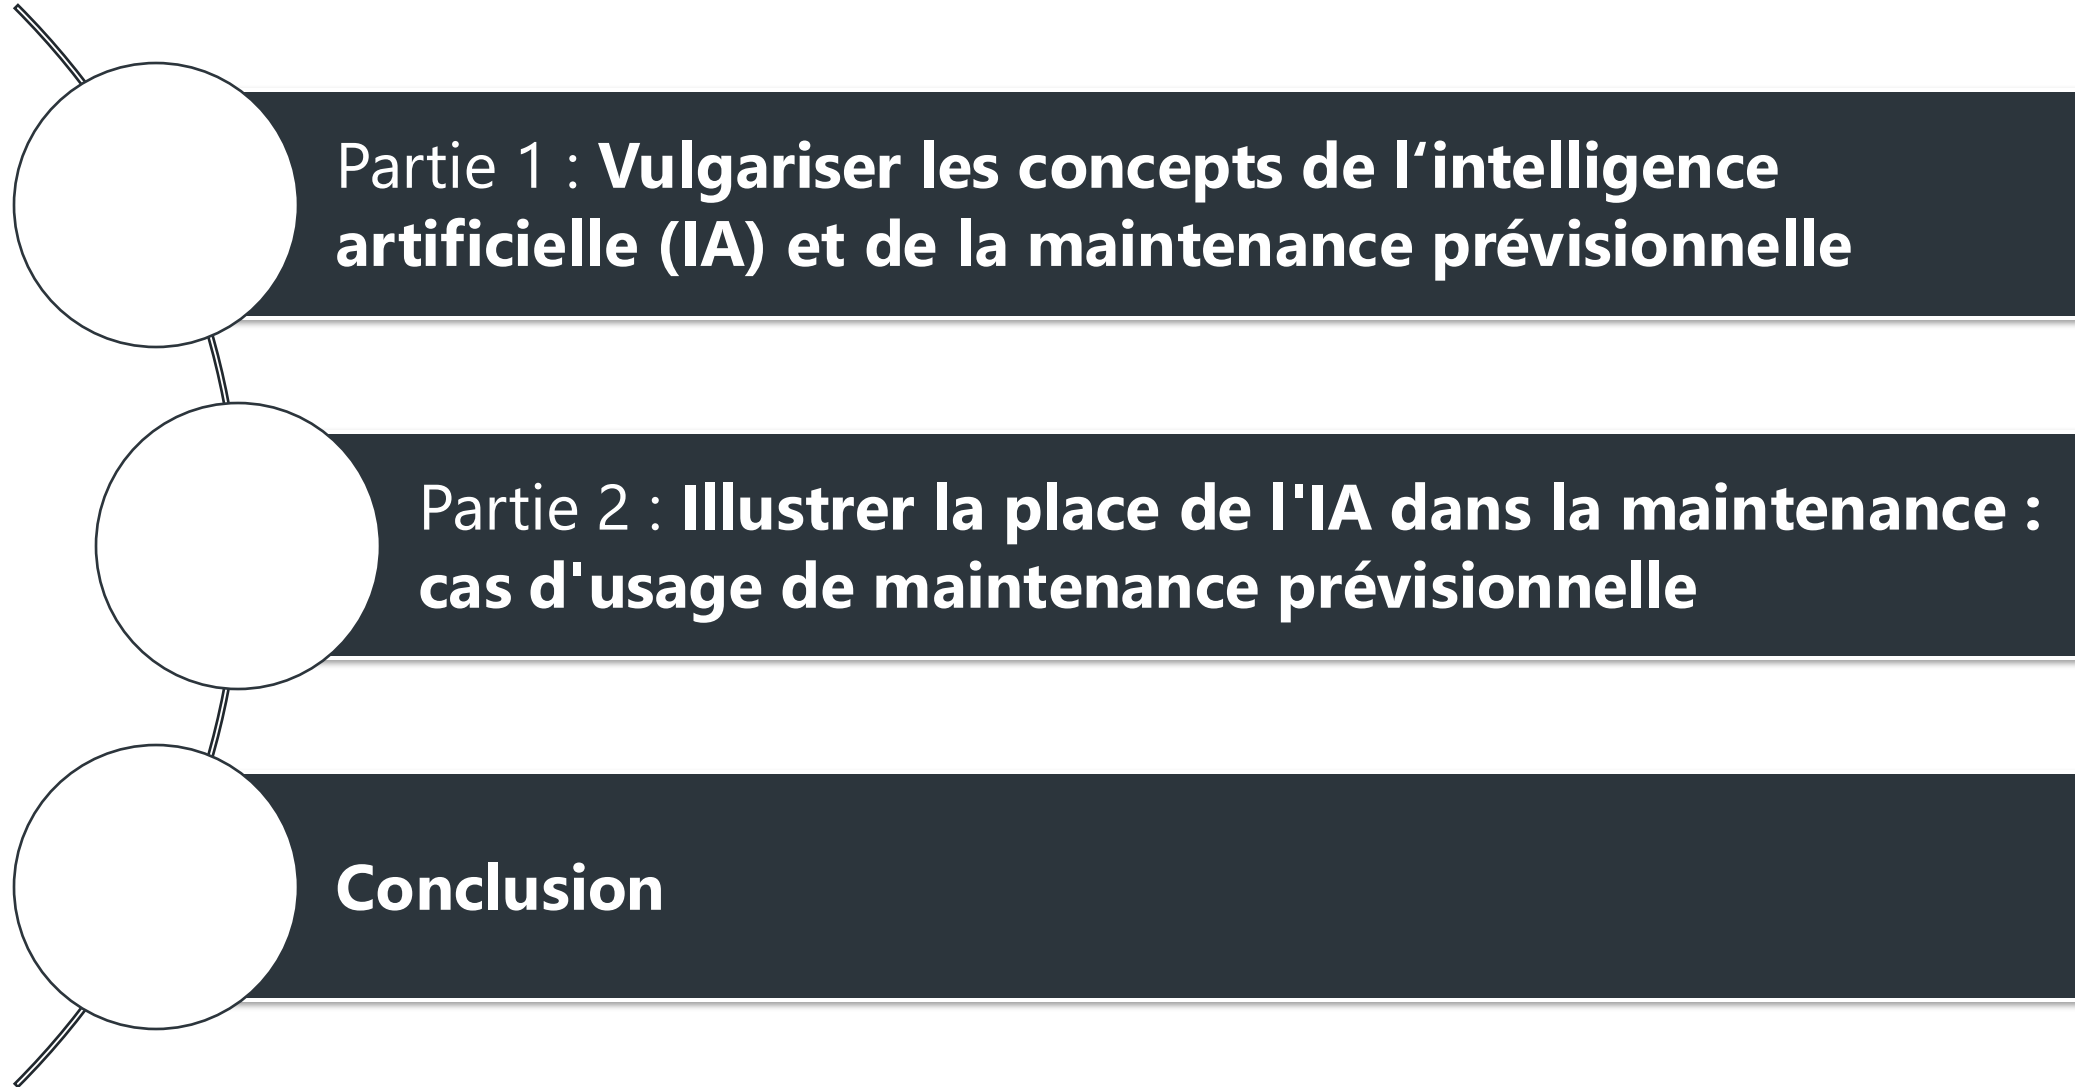 Partie 1 : Vulgariser les concepts de l‘intelligence
artificielle (IA) et de la maintenance prévisionnelle
Partie 2 : Illustrer la place de l'IA dans la maintenance :
cas d'usage de maintenance prévisionnelle
Conclusion